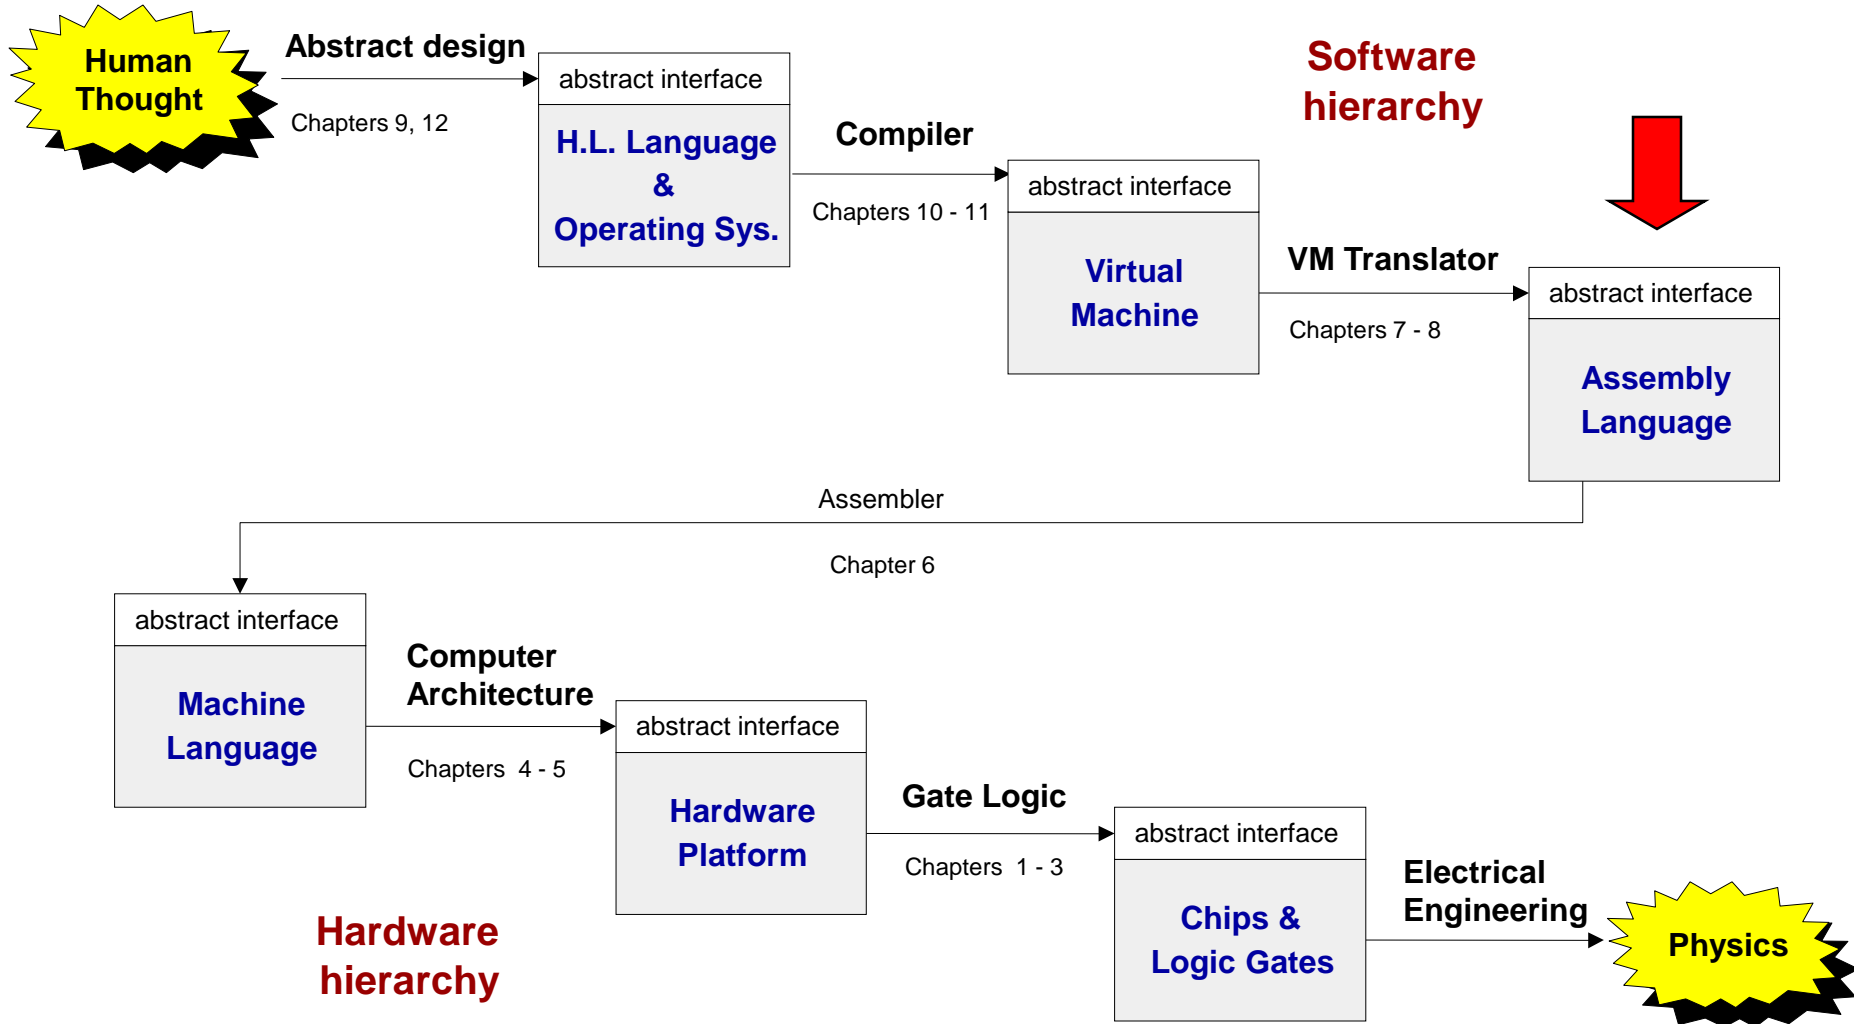 Human
Thought
Abstract design
Chapters 9, 12
abstract interface
H.L. Language
&
Operating Sys.
Compiler
Chapters 10 - 11
abstract interface
Virtual
Machine
Software
hierarchy
VM Translator
Chapters 7 - 8
abstract interface
Assembly
Language
Assembler
Chapter 6
abstract interface
Machine
Language
Computer
Architecture
Chapters 4 - 5
abstract interface
Hardware
Platform
Gate Logic
Chapters 1 - 3
abstract interface
Chips &
Logic Gates
Electrical
Engineering
Physics
Hardware
hierarchy